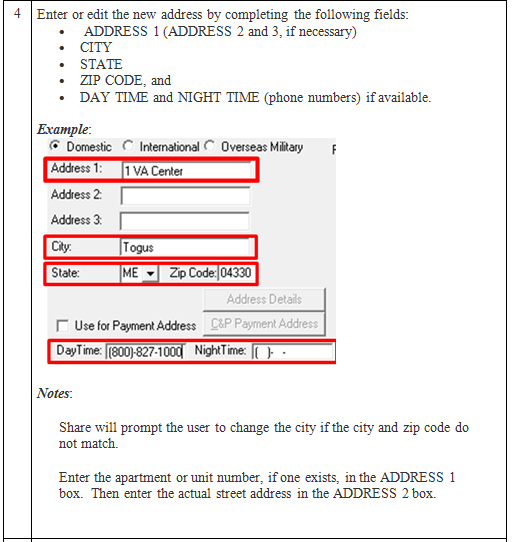 4 Enter or edit the new address by completing the following fields:
• ADDRESS 1 (ADDRESS 2 and 3, if necessary)
• CITY
• STATE
• ZIP CODE, and
• DAY TIME and NIGHT TIME (phone numbers) if available.
Example:
Domestic International Overseas Military F
Address 1: 1 VA Center
Address 2:
Address 3:
City: Togus
State: ME Zip Code: 04330
Address Details
Use for Payment Address C&P Payment Address
DayTime: (800)-827-1000 NightTime: ( )- -
Notes:
Share will prompt the user to change the city if the city and zip code do
not match.
Enter the apartment or unit number, if one exists, in the ADDRESS 1
box. Then enter the actual street address in the ADDRESS 2 box.